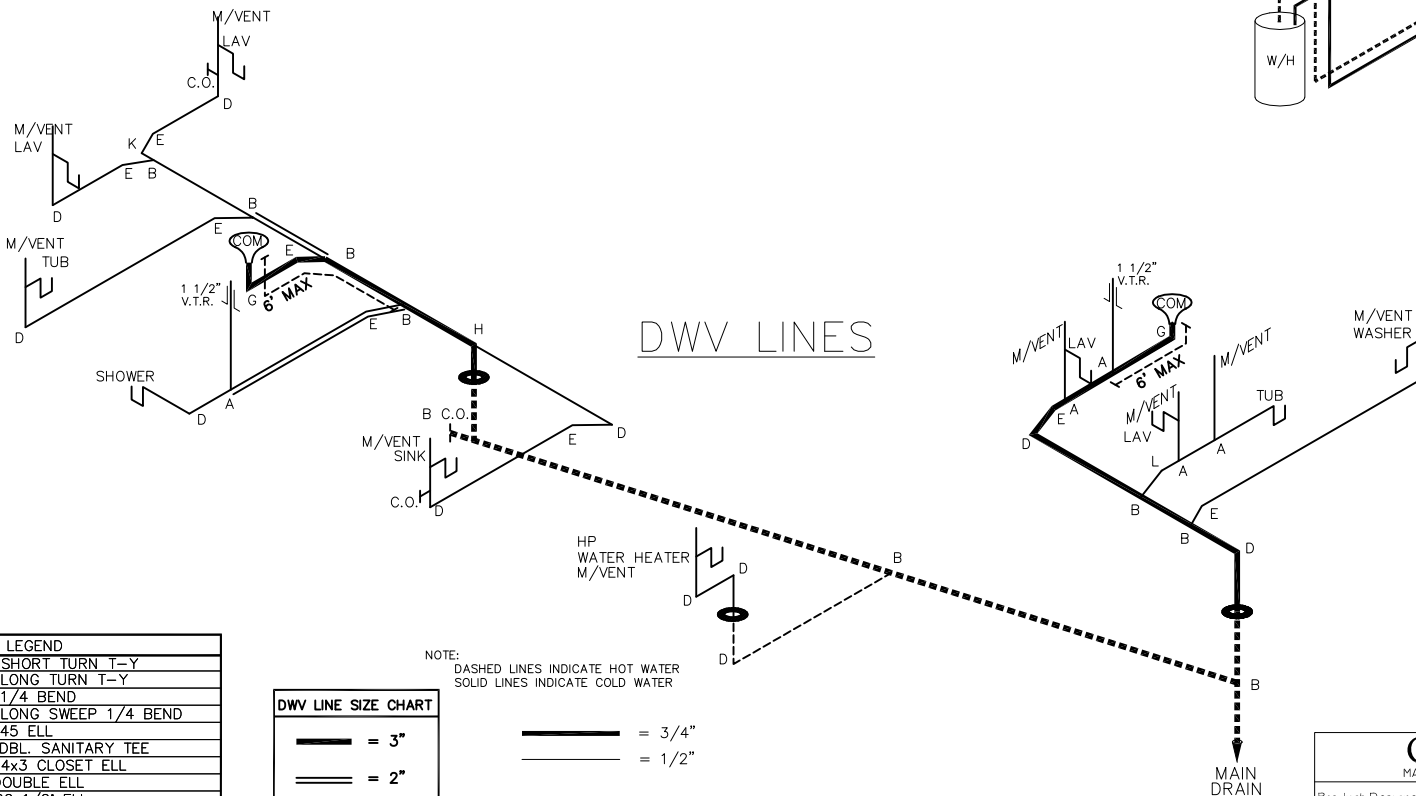 M/VENT
LAV
C.O.
D
W/H
M/VENT
LAV
K
E
E
B
D
B
E
M/VENT
TUB
COM
E
B
1 1/2"
V.T.R.
G
6' MAX
D
E
B
H
SHOWER
D
A
DWV LINES
B C.O.
M/VENT
SINK
C.O.
D
E
D
1 1/2"
V.T.R.
COM
G
M/VENT
LAV
A
6' MAX
M/VENT
E
A
D
M/VENT
LAV
TUB
L
A
A
B
E
B
D
M/VENT
WASHER
HP
WATER HEATER
M/VENT
D
D
D
B
B
MAIN
DRAIN
LEGEND
SHORT TURN T-Y
LONG TURN T-Y
1/4 BEND
LONG SWEEP 1/4 BEND
45 ELL
DBL. SANITARY TEE
4x3 CLOSET ELL
DOUBLE ELL
NOTE:
DASHED LINES INDICATE HOT WATER
SOLID LINES INDICATE COLD WATER
DWV LINE SIZE CHART
= 3"
= 2"
= 3/4"
= 1/2"